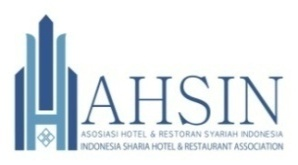 AHSIN
ASOSIASI HOTEL & RESTORAN SYARIAH INDONESIA
INDONESIA SHARIA HOTEL & RESTAURANT ASSOCIATION